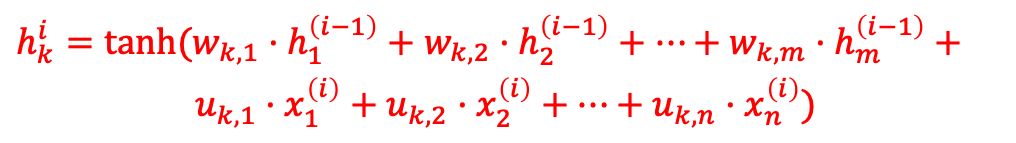 h_k^i = tanh(w_{k,1} · h_1^{(i−1)} + w_{k,2} · h_2^{(i−1)} + ⋯ + w_{k,m} · h_m^{(i−1)} +
u_{k,1} · x_1^{(i)} + u_{k,2} · x_2^{(i)} + ⋯ + u_{k,n} · x_n^{(i)})